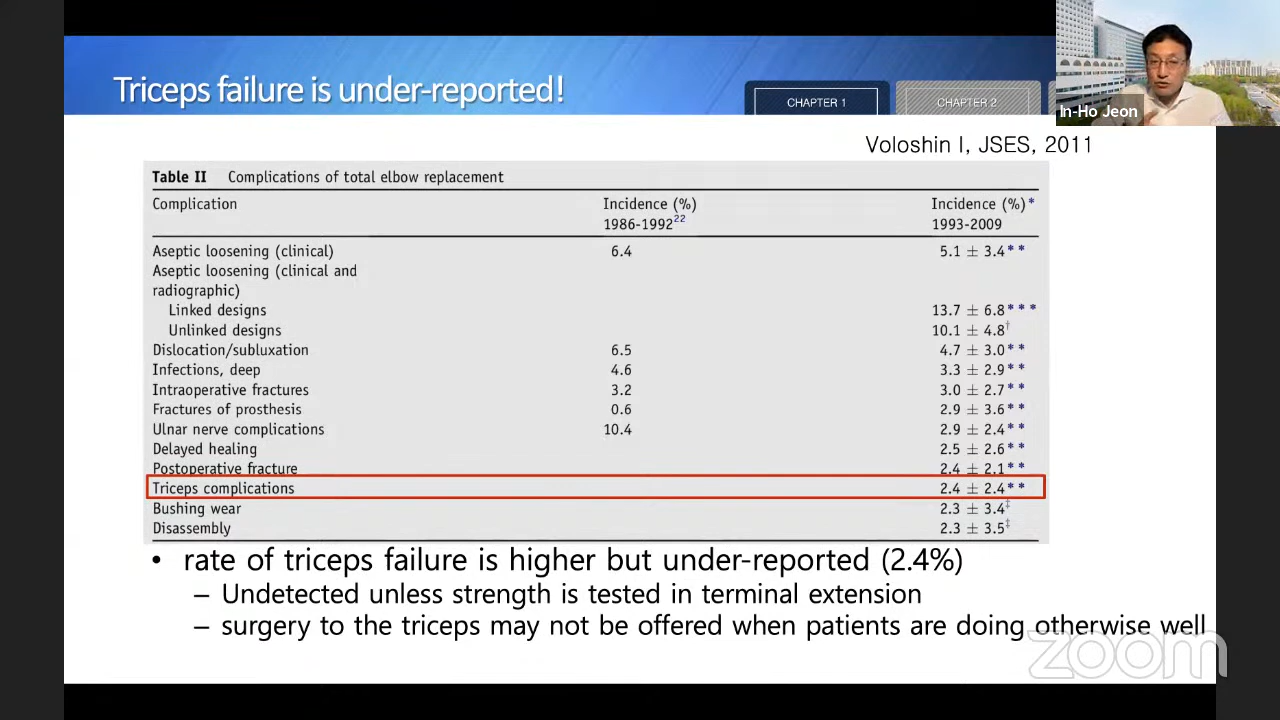 Triceps failure is under-reported!
CHAPTER 1
CHAPTER 2
In-Ho Jeon
Voloshin I, JSES, 2011
Table II Complications of total elbow replacement
Complication Incidence (%) Incidence (%)*
1986-1992²² 1993-2009
Aseptic loosening (clinical) 6.4 5.1 ± 3.4**
Aseptic loosening (clinical and
radiographic)
Linked designs 13.7 ± 6.8***
Unlinked designs 10.1 ± 4.8†
Dislocation/subluxation 6.5 4.7 ± 3.0**
Infections, deep 4.6 3.3 ± 2.9**
Intraoperative fractures 3.2 3.0 ± 2.7**
Fractures of prosthesis 0.6 2.9 ± 3.6**
Ulnar nerve complications 10.4 2.9 ± 2.4**
Delayed healing 2.5 ± 2.6**
Postoperative fracture 2.4 ± 2.1**
Triceps complications 2.4 ± 2.4**
Bushing wear 2.3 ± 3.4‡
Disassembly 2.3 ± 3.5‡
• rate of triceps failure is higher but under-reported (2.4%)
– Undetected unless strength is tested in terminal extension
– surgery to the triceps may not be offered when patients are doing otherwise well
zoom